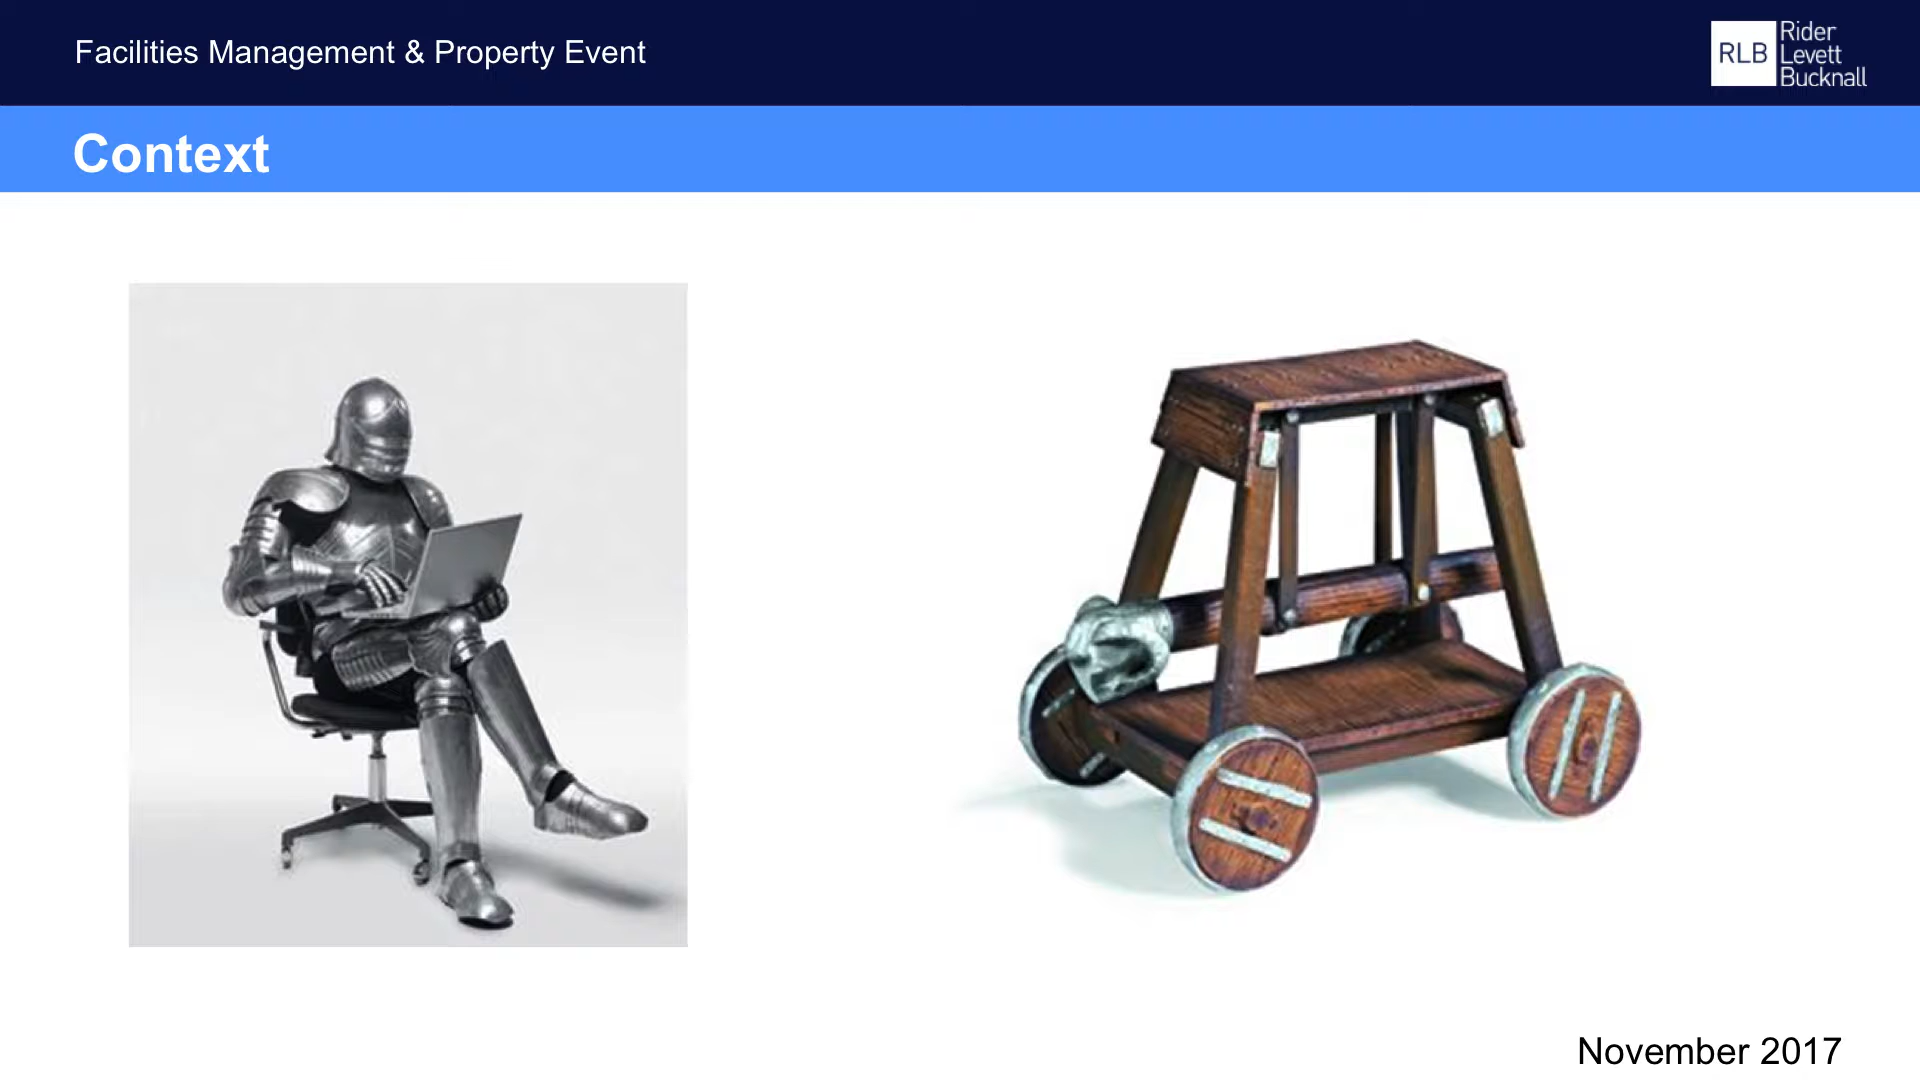 Facilities Management & Property Event
RLB
Rider
Levett
Bucknall
Context
November 2017